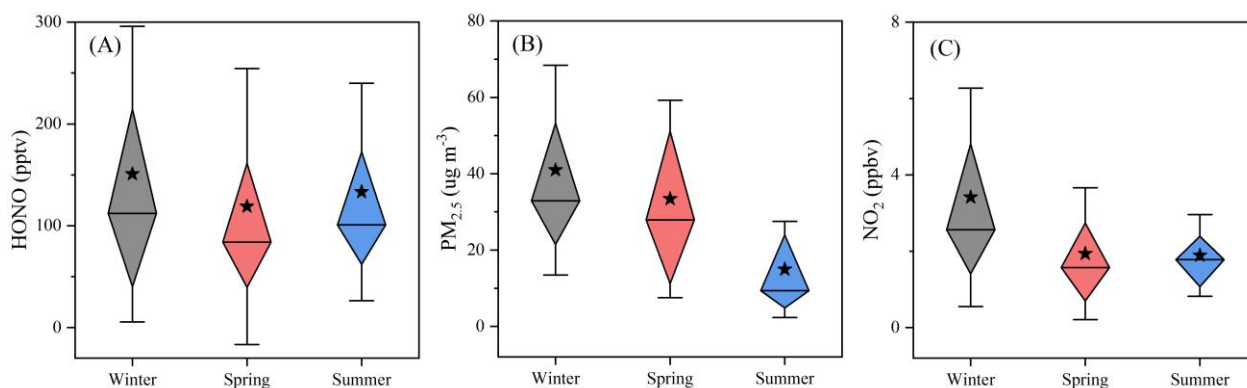 (A)
HONO (pptv)
300
200
100
0
Winter
Spring
Summer
(B)
PM2.5 (ug m-3)
80
60
40
20
0
Winter
Spring
Summer
(C)
NO2 (ppbv)
8
4
0
Winter
Spring
Summer